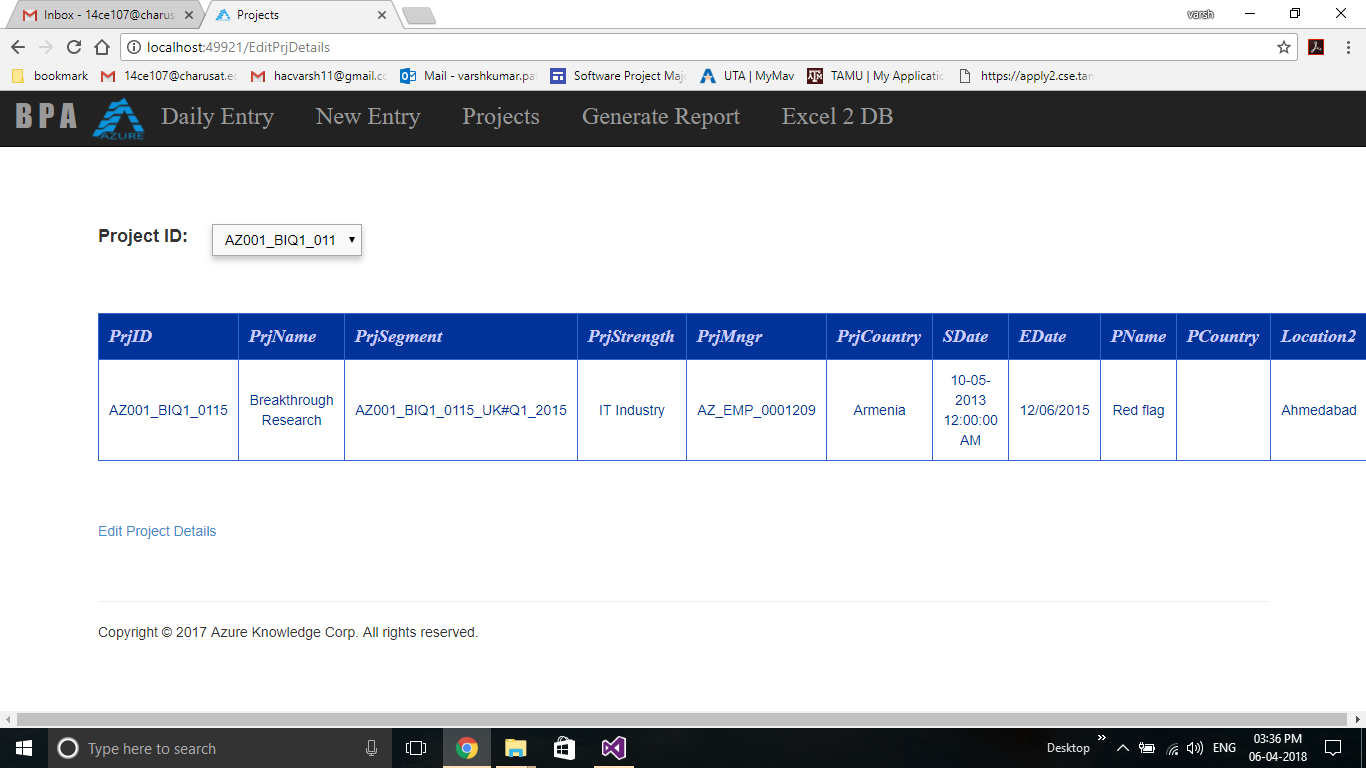 Inbox - 14ce107@charus
Projects
varsh
localhost:49921/EditPrjDetails
bookmark
14ce107@charusat.e
hacvarsh11@gmail.c
Mail - varshkumar.pa
Software Project Maj
UTA | MyMav
TAMU | My Applicatio
https://apply2.cse.tam
BPA
AZURE
Daily Entry
New Entry
Projects
Generate Report
Excel 2 DB
Project ID:
AZ001_BIQ1_011
PrjID PrjName PrjSegment PrjStrength PrjMngr PrjCountry SDate EDate PName PCountry Location2
AZ001_BIQ1_0115
Breakthrough
Research
AZ001_BIQ1_0115_UK#Q1_2015
IT Industry
AZ_EMP_0001209
Armenia
10-05-
2013
12:00:00
AM
12/06/2015
Red flag
Ahmedabad
Edit Project Details
Copyright © 2017 Azure Knowledge Corp. All rights reserved.
Type here to search
Desktop
ENG
03:36 PM
06-04-2018